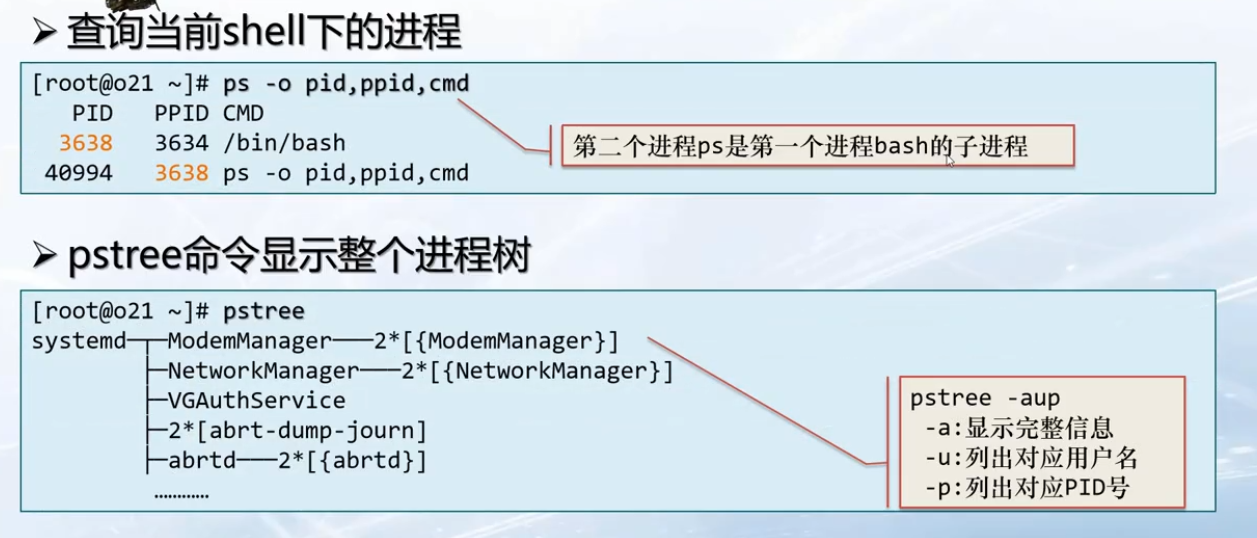 ➢ 查询当前shell下的进程
[root@o21 ~]# ps -o pid,ppid,cmd
PID PPID CMD
3638 3634 /bin/bash
40994 3638 ps -o pid,ppid,cmd
第二个进程ps是第一个进程bash的子进程
➢ pstree命令显示整个进程树
[root@o21 ~]# pstree
systemd─┬─ModemManager───2*[{ModemManager}]
├─NetworkManager───2*[{NetworkManager}]
├─VGAuthService
├─2*[abrt-dump-journ]
├─abrtd───2*[{abrtd}]
…………
pstree -aup
-a:显示完整信息
-u:列出对应用户名
-p:列出对应PID号